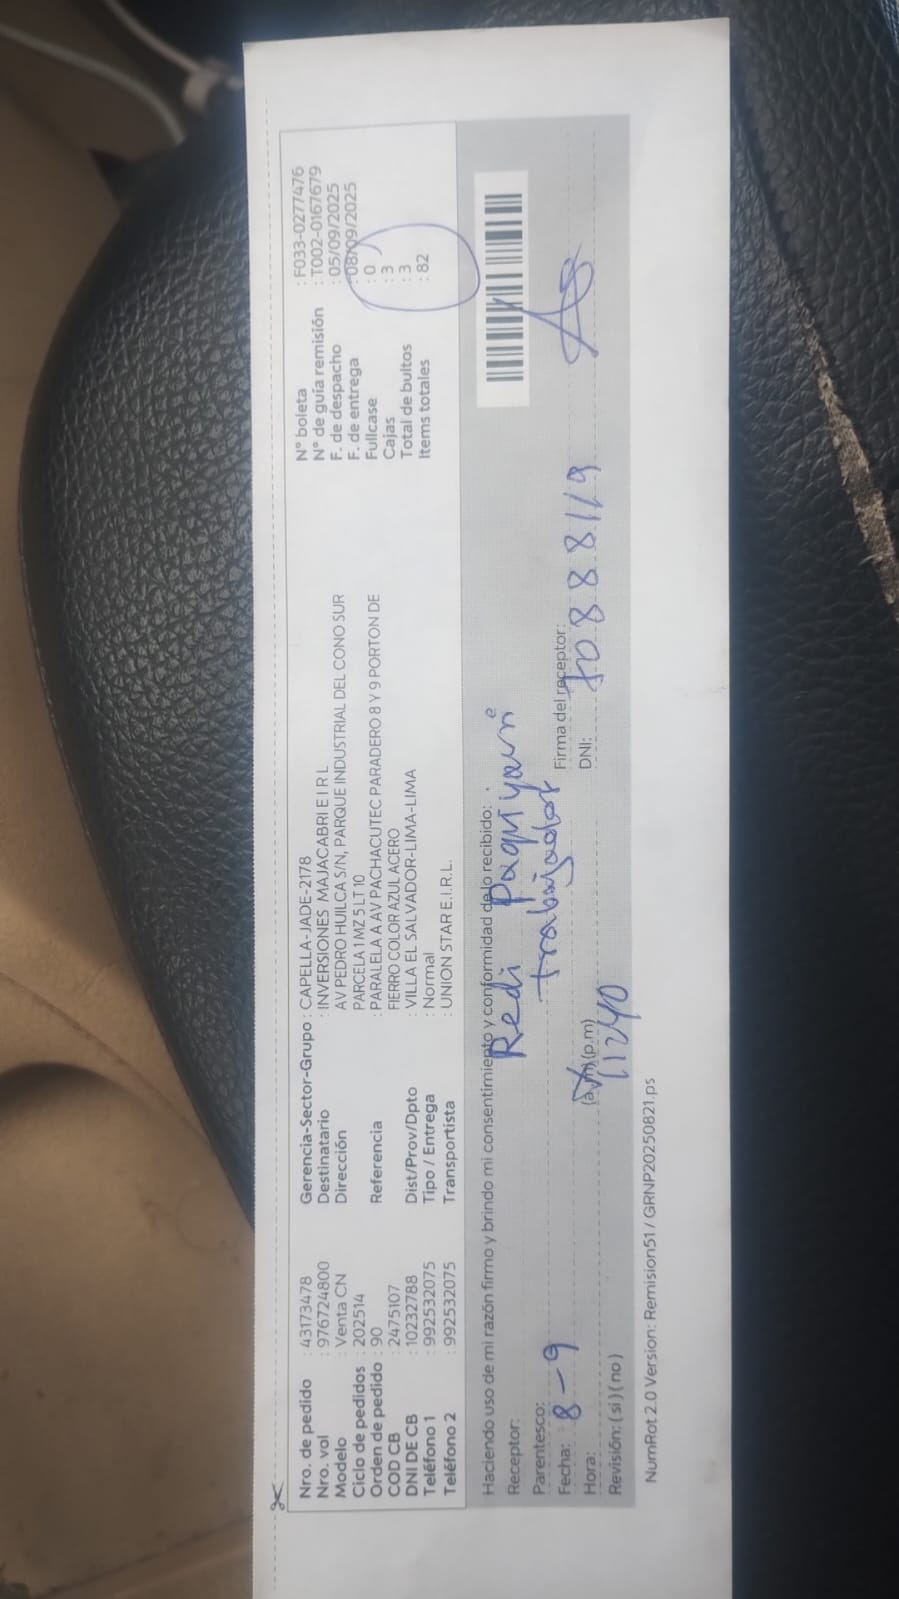 Nro. de pedido : 43173478
Nro. vol : 976724800
Modelo : Venta CN
Ciclo de pedidos : 202514
Orden de pedido : 90
COD CB : 2475107
DNI DE CB : 10232788
Teléfono 1 : 992532075
Teléfono 2 : 992532075
Gerencia-Sector-Grupo : CAPELLA-JADE-2178
Destinatario : INVERSIONES MAJACABRI E I R L
Dirección AV PEDRO HUILCA S/N, PARQUE INDUSTRIAL DEL CONO SUR
PARCELA 1 MZ 5 LT 10
Referencia : PARALELA A AV PACHACUTEC PARADERO 8 Y 9 PORTON DE
FIERRO COLOR AZUL ACERO
Dist/Prov/Dpto : VILLA EL SALVADOR-LIMA-LIMA
Tipo / Entrega : Normal
Transportista : UNION STAR E.I.R.L.
N° boleta : F033-0277476
N° de guía remisión : T002-0167679
F. de despacho : 05/09/2025
F. de entrega : 08/09/2025
Fullcase : 0
Cajas : 3
Total de bultos : 3
Items totales : 82
Haciendo uso de mi razón firmo y brindo mi consentimiento y conformidad de lo recibido:
Receptor: Redi
Parentesco: trabajador
Fecha: 8-9
Firma del receptor:
Hora: (a.m)(p.m) 1240
DNI: 70888119
Revisión: (si) (no)
NumRot 2.0 Version: Remision51 / GRNP20250821.ps